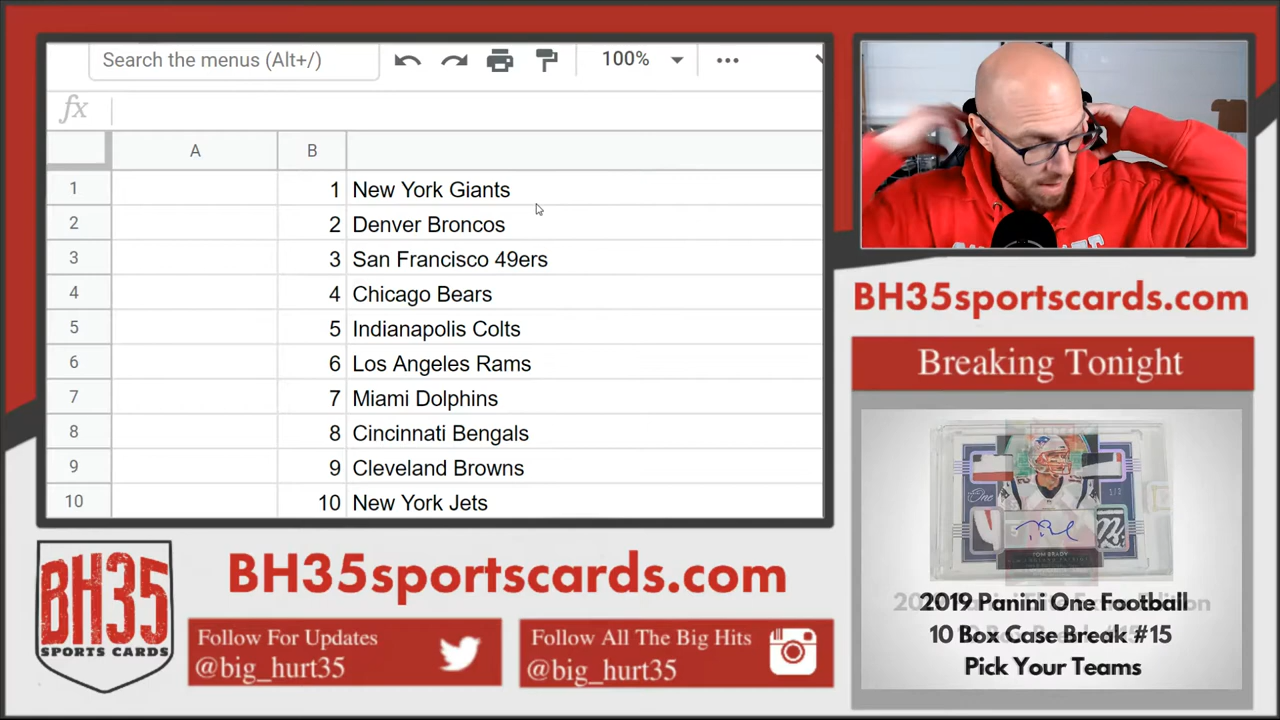 Search the menus (Alt+/)
100%
fx
A
B
1 1 New York Giants
2 2 Denver Broncos
3 3 San Francisco 49ers
4 4 Chicago Bears
5 5 Indianapolis Colts
6 6 Los Angeles Rams
7 7 Miami Dolphins
8 8 Cincinnati Bengals
9 9 Cleveland Browns
10 10 New York Jets
BH35sportscards.com
Breaking Tonight
One
TOM BRADY
2019 Panini One Football
10 Box Case Break #15
Pick Your Teams
BH35
SPORTS CARDS
BH35sportscards.com
Follow For Updates
@big_hurt35
Follow All The Big Hits
@big_hurt35